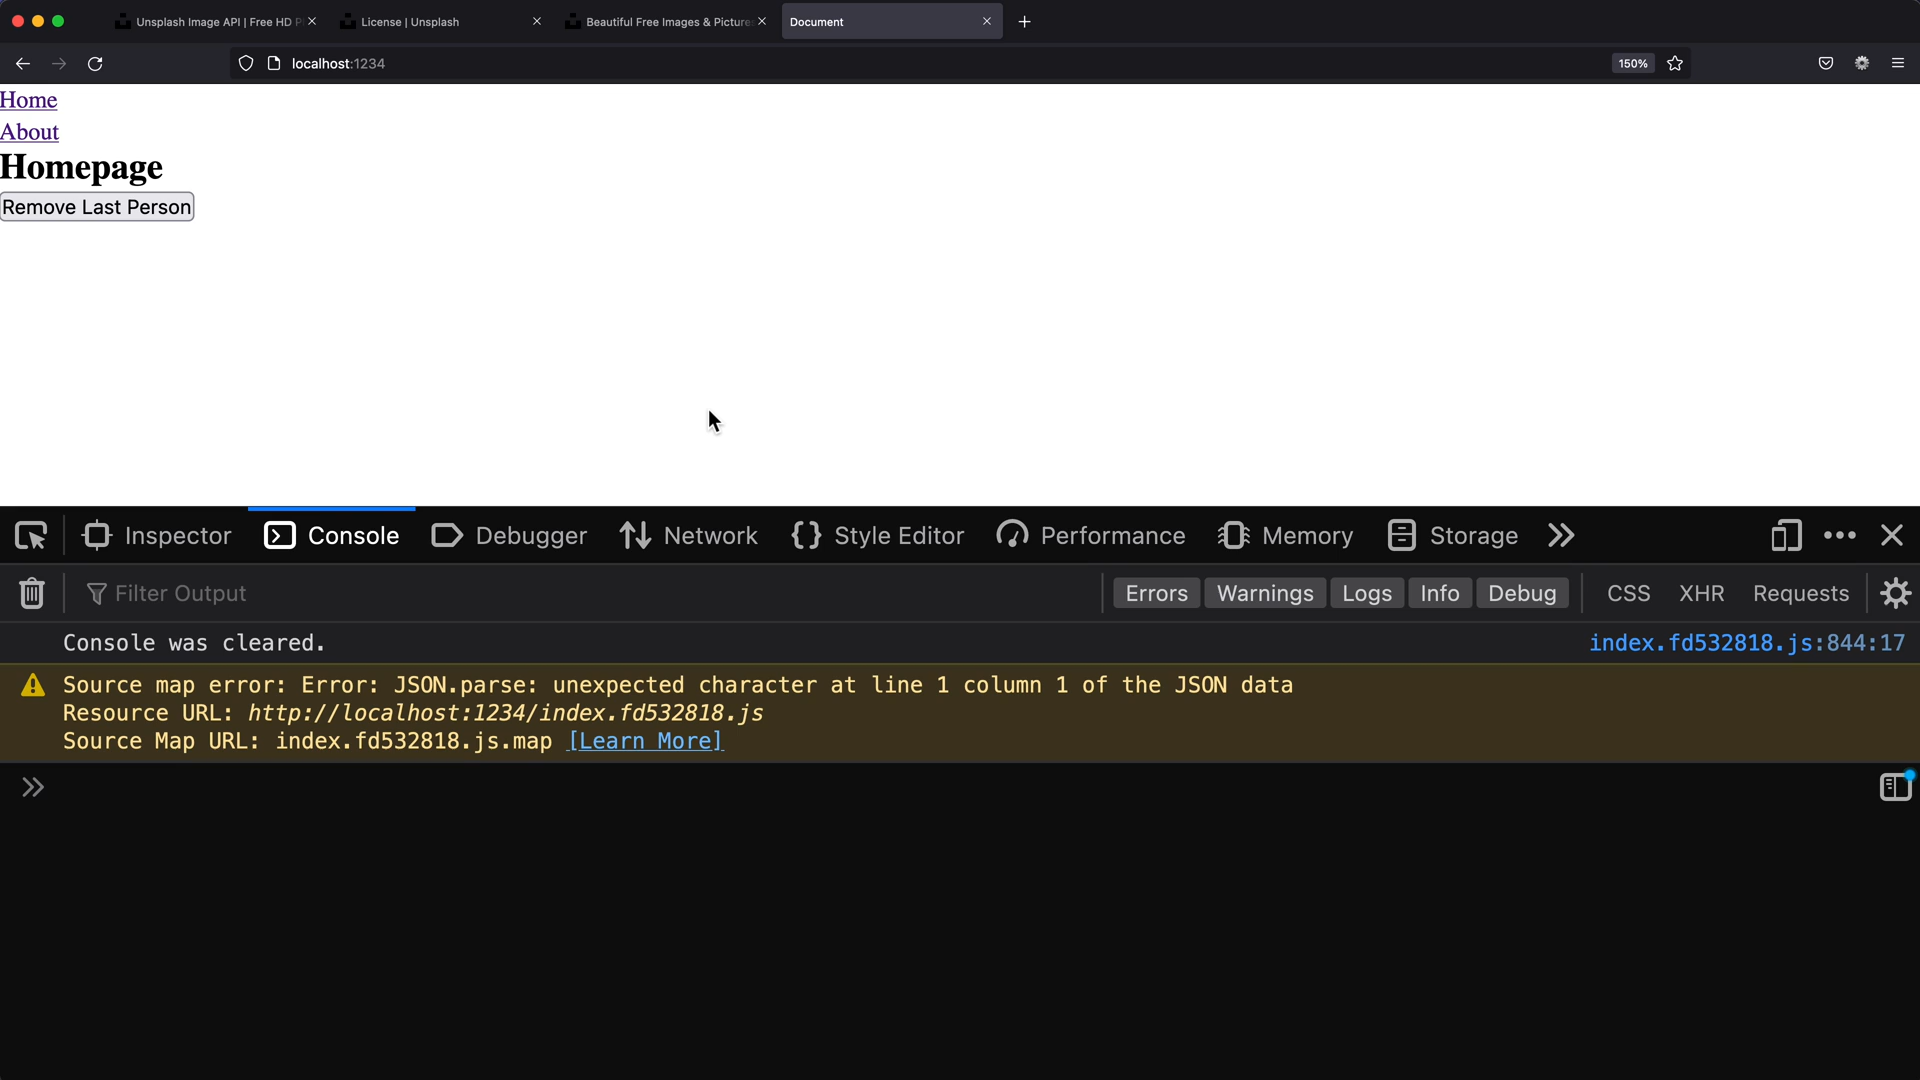 Unsplash Image API | Free HD P
License | Unsplash
Beautiful Free Images & Picture
Document
localhost:1234
150%
Home
About
Homepage
Remove Last Person
Inspector
Console
Debugger
Network
Style Editor
Performance
Memory
Storage
Filter Output
Errors
Warnings
Logs
Info
Debug
CSS
XHR
Requests
Console was cleared.
index.fd532818.js:844:17
Source map error: Error: JSON.parse: unexpected character at line 1 column 1 of the JSON data
Resource URL: http://localhost:1234/index.fd532818.js
Source Map URL: index.fd532818.js.map [Learn More]